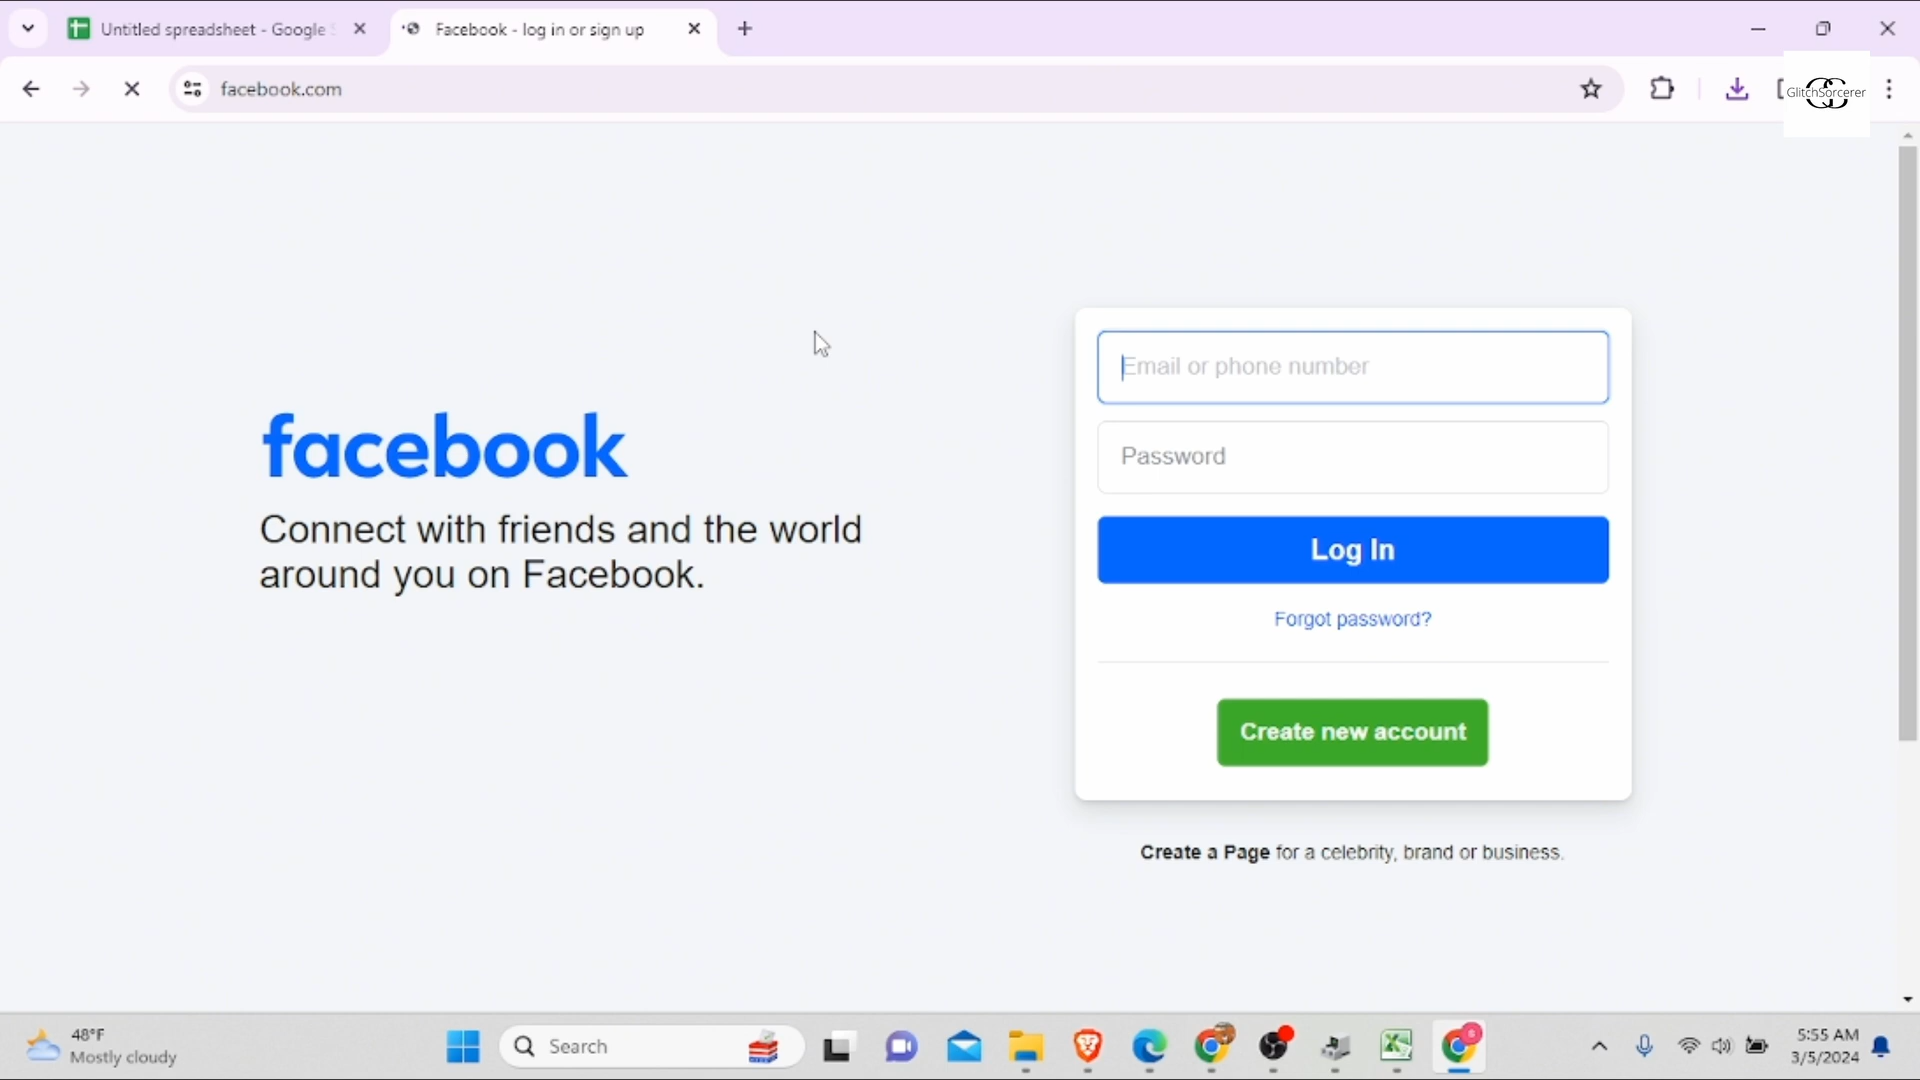 Untitled spreadsheet - Google S
Facebook - log in or sign up
facebook.com
GlitchSorcerer
Email or phone number
facebook
Password
Connect with friends and the world
around you on Facebook.
Log In
Forgot password?
Create new account
Create a Page for a celebrity, brand or business.
48°F
Mostly cloudy
Search
5:55 AM
3/5/2024